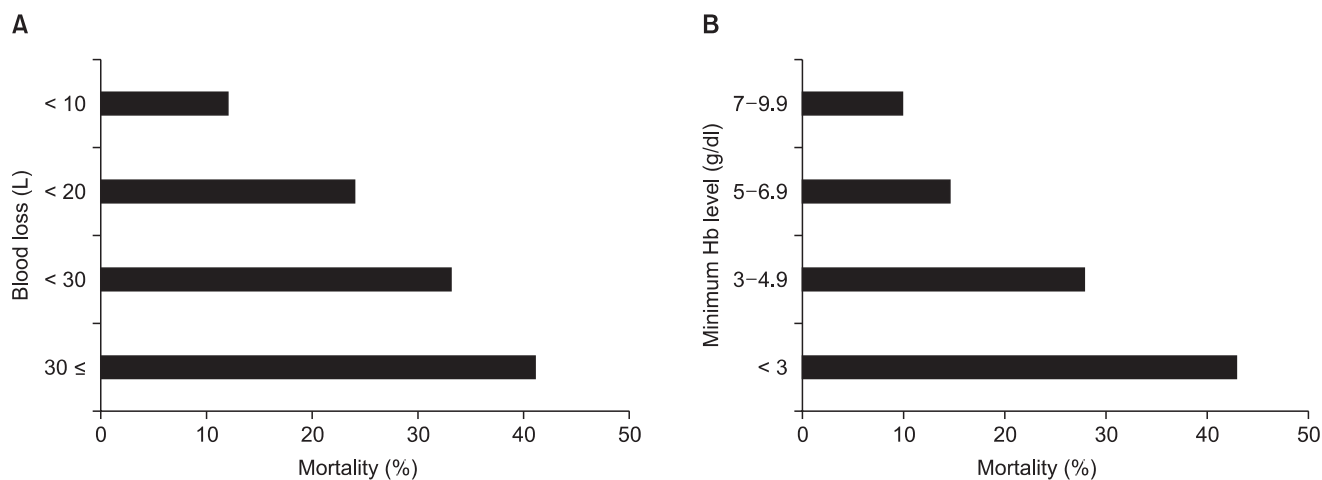 A
Blood loss (L)
< 10
< 20
< 30
30 ≤
0 10 20 30 40 50
Mortality (%)
B
Minimum Hb level (g/dl)
7−9.9
5−6.9
3−4.9
< 3
0 10 20 30 40 50
Mortality (%)